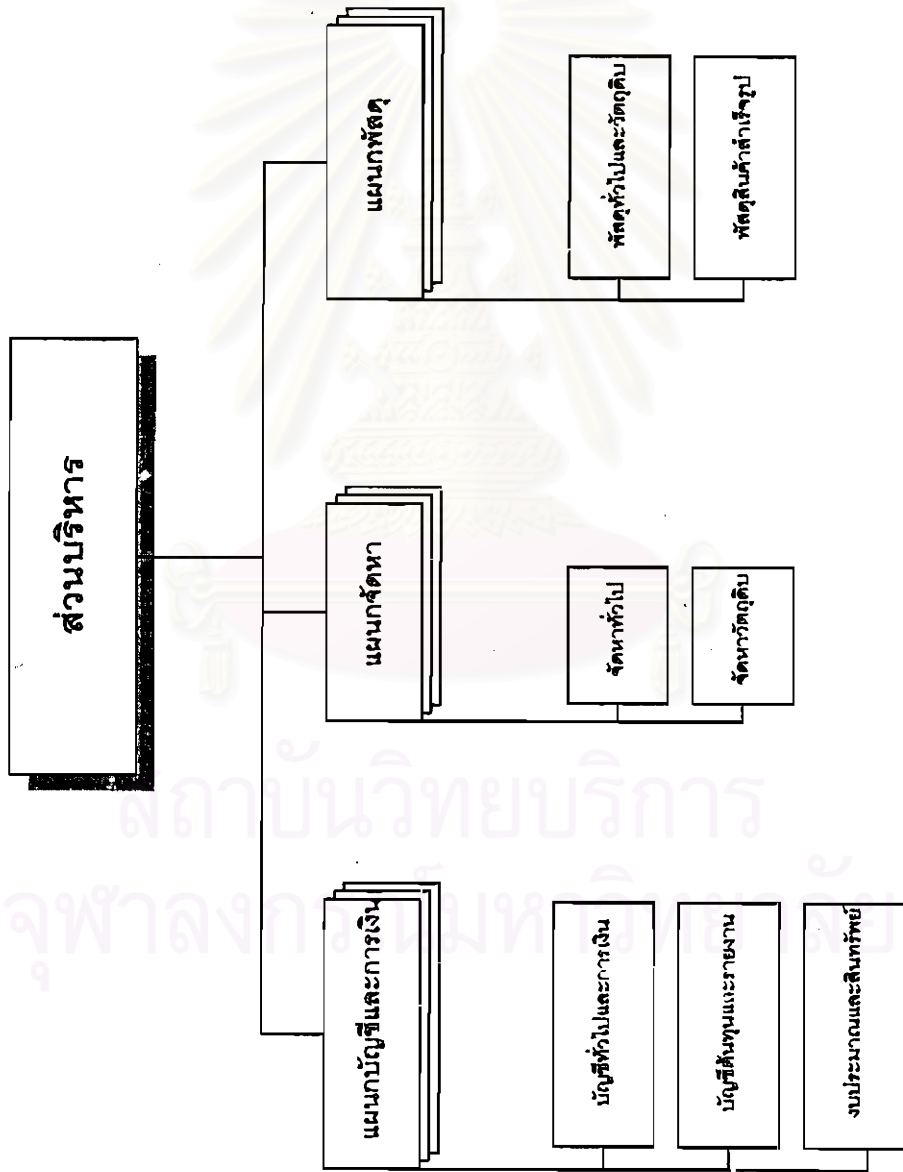 ส่วนบริหาร
แผนกบัญชีและการเงิน
บัญชีทั่วไปและการเงิน
บัญชีต้นทุนและรายงาน
งบประมาณและสินทรัพย์
แผนกจัดหา
จัดหาทั่วไป
จัดหาวัตถุดิบ
แผนกพัสดุ
พัสดุทั่วไปและวัตถุดิบ
พัสดุสินค้าสำเร็จรูป
สถาบันวิทยบริการ
จุฬาลงกรณ์มหาวิทยาลัย